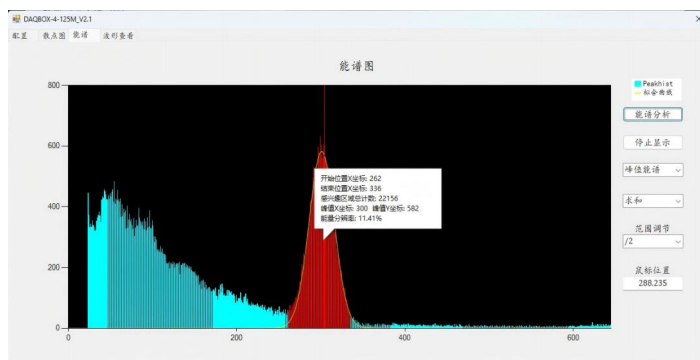 DAQBOX-4-125M_V2.1
配置 散点图 能谱 波形查看
能谱图
Peakhist
拟合曲线
能谱分析
停止显示
峰值能谱
求和
范围调节
/2
鼠标位置
288,235
开始位置X坐标: 262
结束位置X坐标: 336
感兴趣区域总计数: 22156
峰值X坐标: 300 峰值Y坐标: 582
能量分辨率: 11.41%
800
600
400
200
0
0 200 400 600